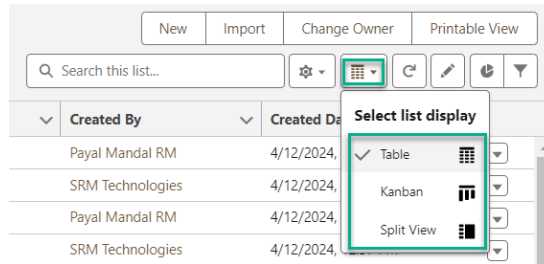 New Import Change Owner Printable View
Search this list...
Select list display
Created By Created Da
Payal Mandal RM 4/12/2024,
Table
SRM Technologies 4/12/2024,
Kanban
Payal Mandal RM 4/12/2024,
Split View
SRM Technologies 4/12/2024,